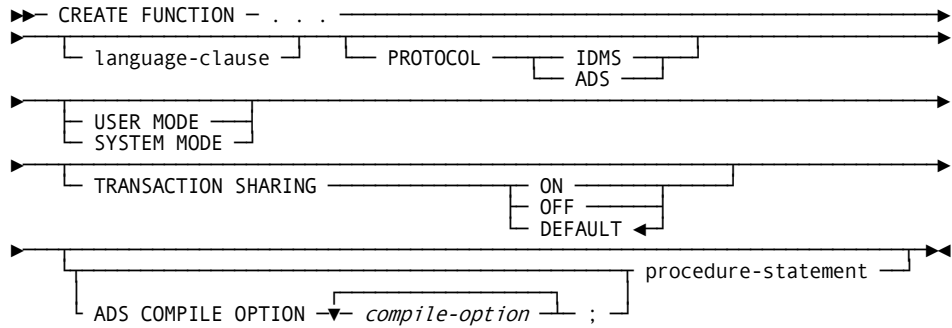 CREATE FUNCTION . . .
language-clause PROTOCOL IDMS
ADS
USER MODE
SYSTEM MODE
TRANSACTION SHARING ON
OFF
DEFAULT
procedure-statement
ADS COMPILE OPTION compile-option ;